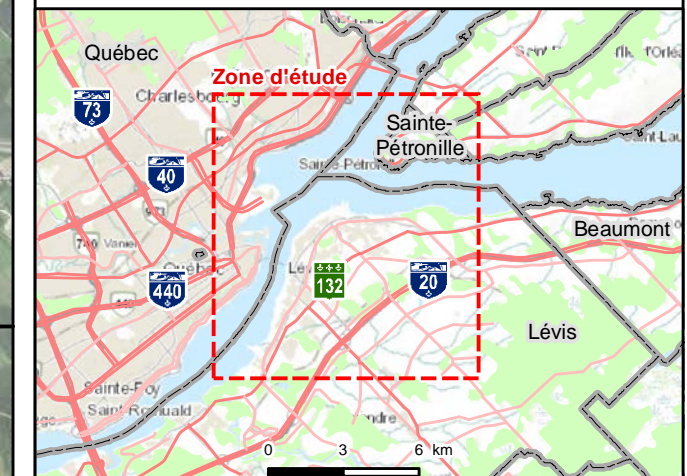 Québec
Zone d'étude
Charlesbourg
73
Sainte-
Pétronille
40
Beaumont
Vanier
440
132
20
Lévis
Sainte-Foy
Saint-Romuald
0 3 6 km